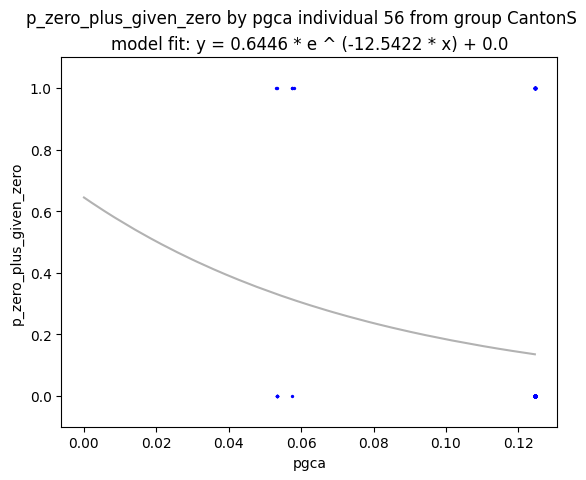 p_zero_plus_given_zero by pgca individual 56 from group CantonS
model fit: y = 0.6446 * e ^ (-12.5422 * x) + 0.0
1.0
0.8
0.6
0.4
0.2
0.0
p_zero_plus_given_zero
0.00 0.02 0.04 0.06 0.08 0.10 0.12
pgca